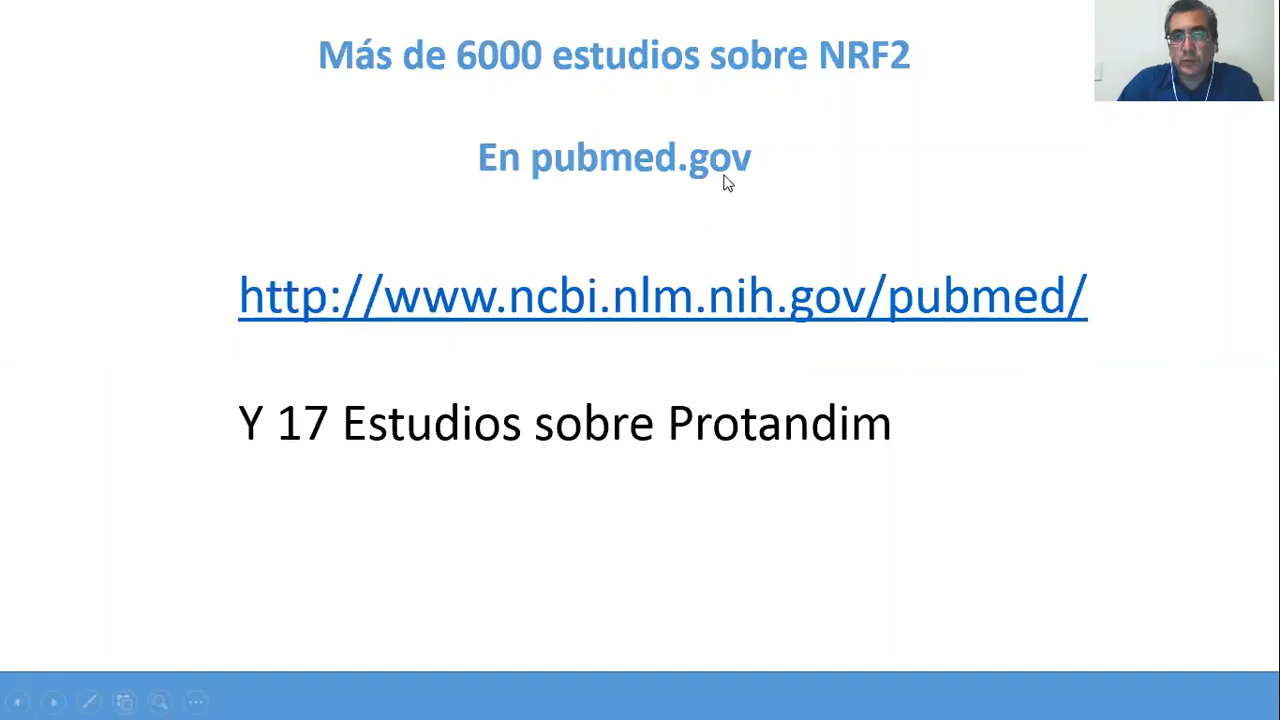 Más de 6000 estudios sobre NRF2
En pubmed.gov
http://www.ncbi.nlm.nih.gov/pubmed/
Y 17 Estudios sobre Protandim